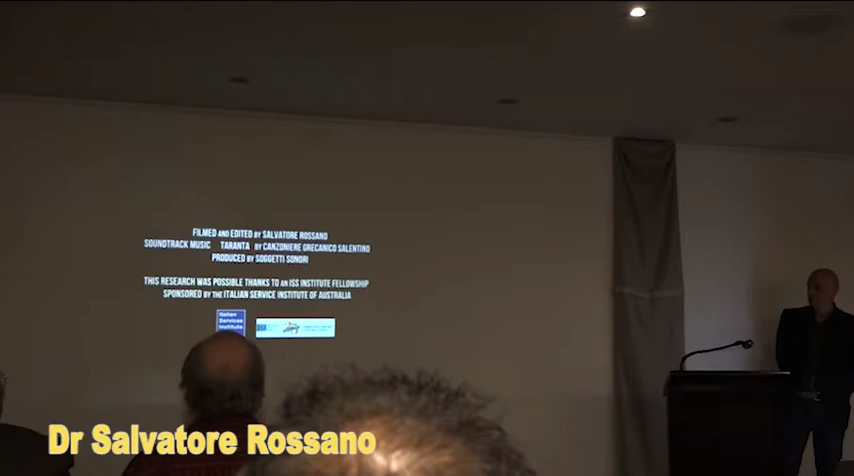 FILMED AND EDITED BY SALVATORE ROSSANO
SOUNDTRACK MUSIC TARANTA BY CANZONIERE GRECANICO SALENTINO
PRODUCED BY SOGGETTI SONORI
THIS RESEARCH WAS POSSIBLE THANKS TO AN ISS INSTITUTE FELLOWSHIP
SPONSORED BY THE ITALIAN SERVICE INSTITUTE OF AUSTRALIA
Italian
Services
Institute
Dr Salvatore Rossano